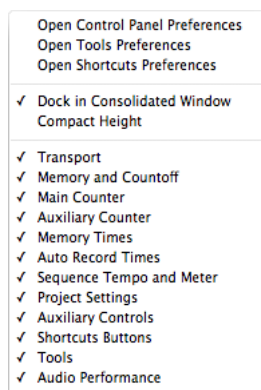 Open Control Panel Preferences
Open Tools Preferences
Open Shortcuts Preferences
✓ Dock in Consolidated Window
Compact Height
✓ Transport
✓ Memory and Countoff
✓ Main Counter
✓ Auxiliary Counter
✓ Memory Times
✓ Auto Record Times
✓ Sequence Tempo and Meter
✓ Project Settings
✓ Auxiliary Controls
✓ Shortcuts Buttons
✓ Tools
✓ Audio Performance